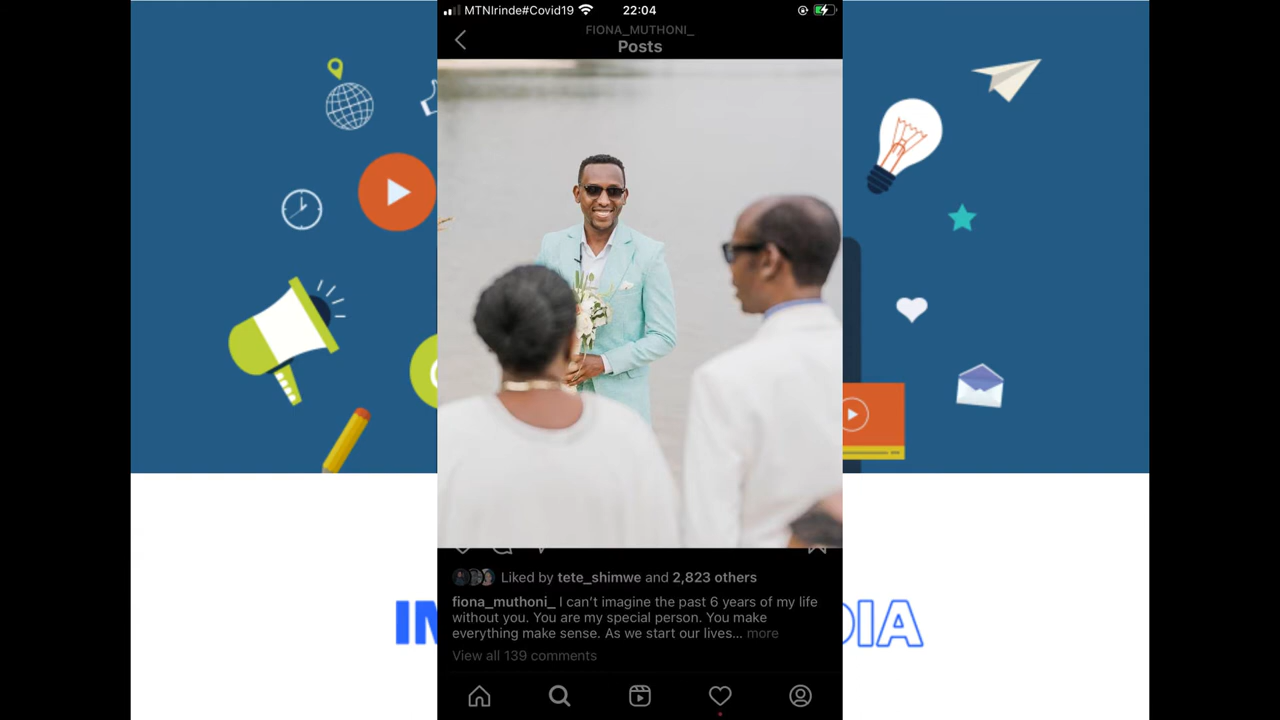 MTNIrinde#Covid19
22:04
FIONA_MUTHONI_
Posts
Liked by tete_shimwe and 2,823 others
fiona_muthoni_ I can't imagine the past 6 years of my life
without you. You are my special person. You make
everything make sense. As we start our lives... more
View all 139 comments